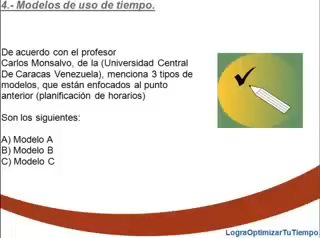 4.- Modelos de uso de tiempo.
De acuerdo con el profesor
Carlos Monsalvo, de la (Universidad Central
De Caracas Venezuela), menciona 3 tipos de
modelos, que están enfocados al punto
anterior (planificación de horarios)
Son los siguientes:
A) Modelo A
B) Modelo B
C) Modelo C
LograOptimizarTuTiempo